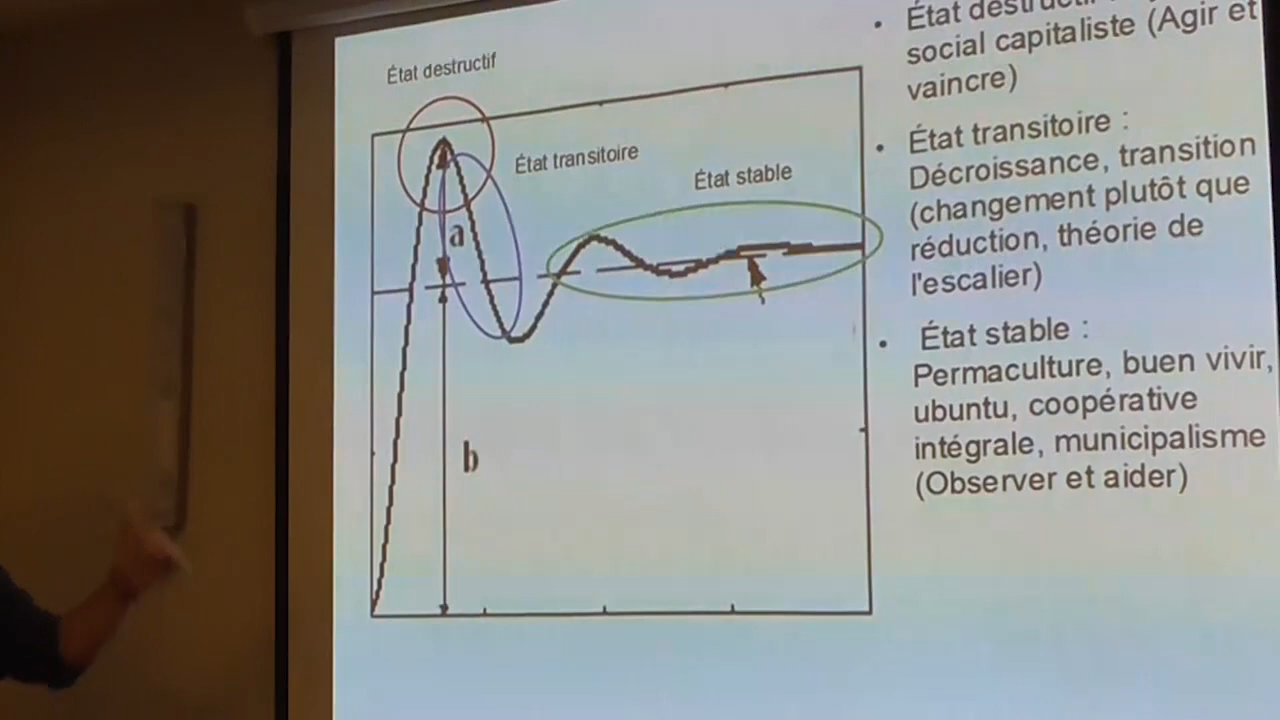 État destructif
État transitoire
État stable
a
b
• État
social capitaliste (Agir et
vaincre)
• État transitoire :
Décroissance, transition
(changement plutôt que
réduction, théorie de
l'escalier)
• État stable :
Permaculture, buen vivir,
ubuntu, coopérative
intégrale, municipalisme
(Observer et aider)